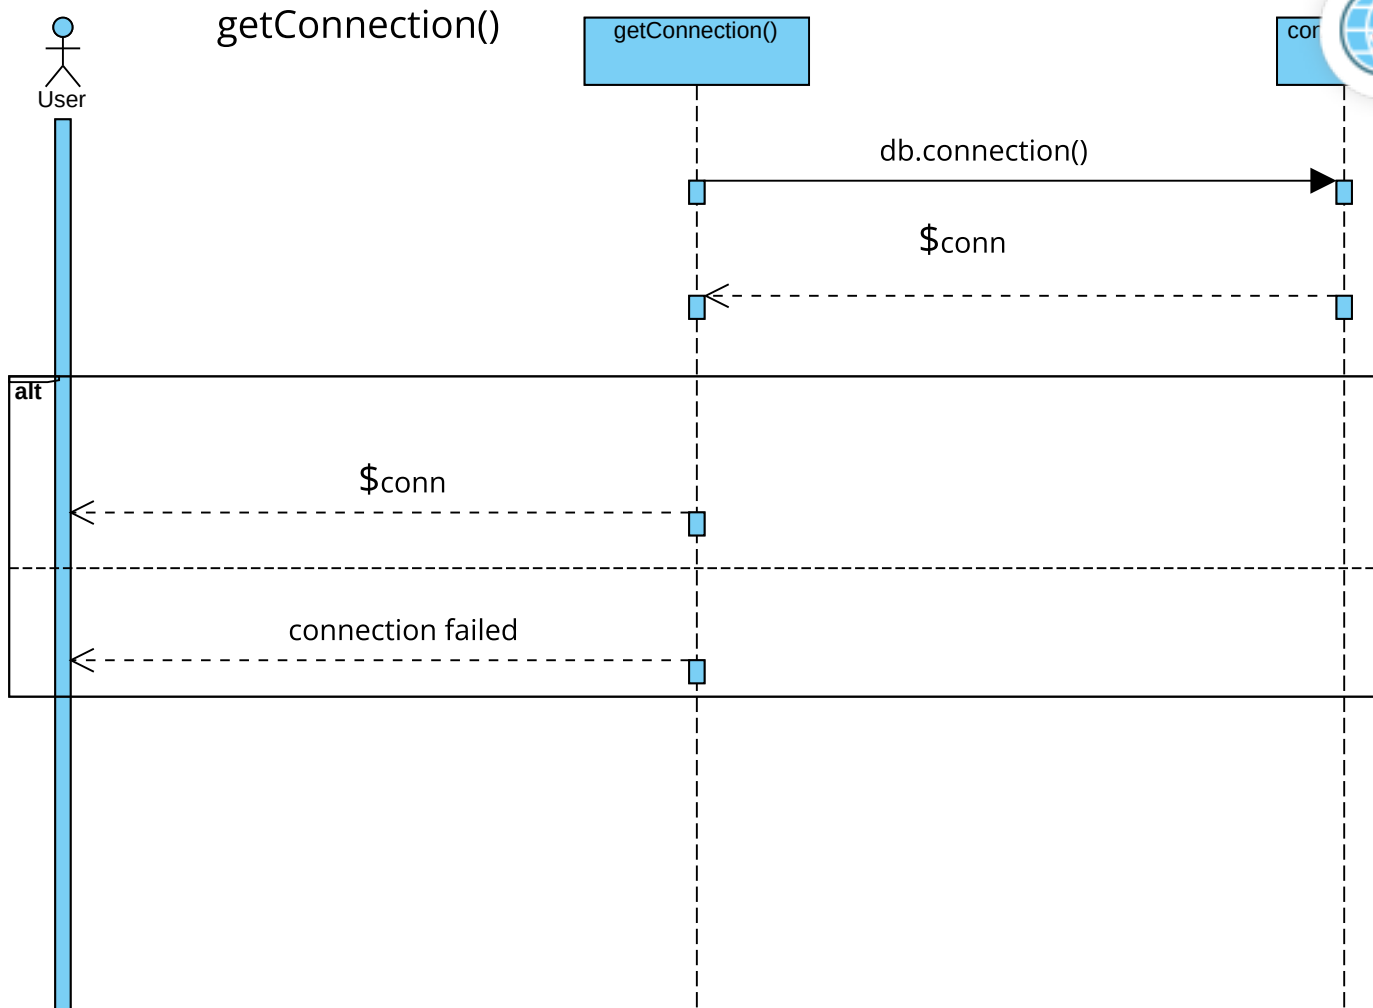 getConnection()
getConnection()
User
db.connection()
$conn
alt
$conn
connection failed